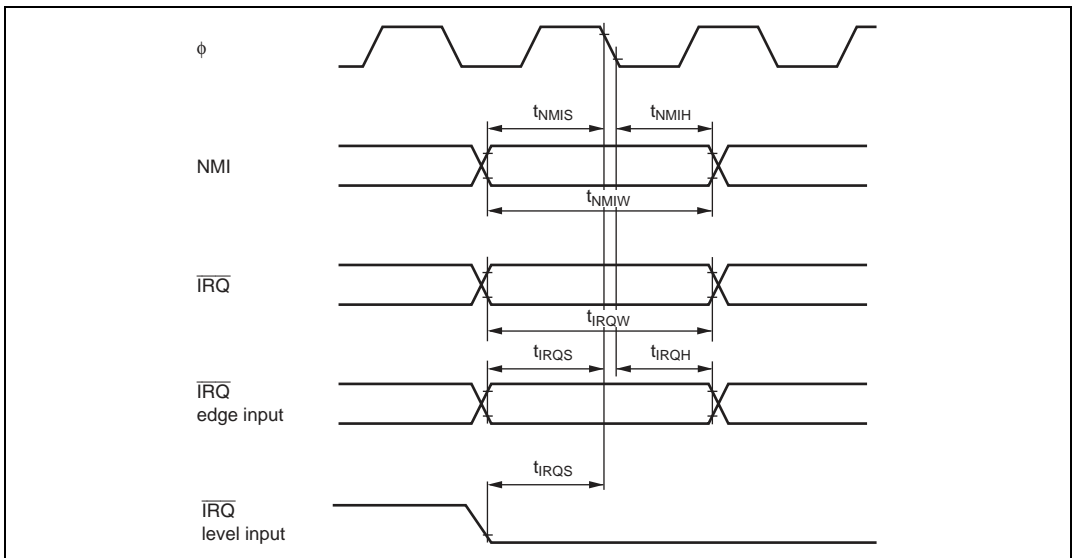 φ
tNMIS
tNMIH
NMI
tNMIW
IRQ
tIRQW
tIRQS
tIRQH
IRQ
edge input
tIRQS
IRQ
level input